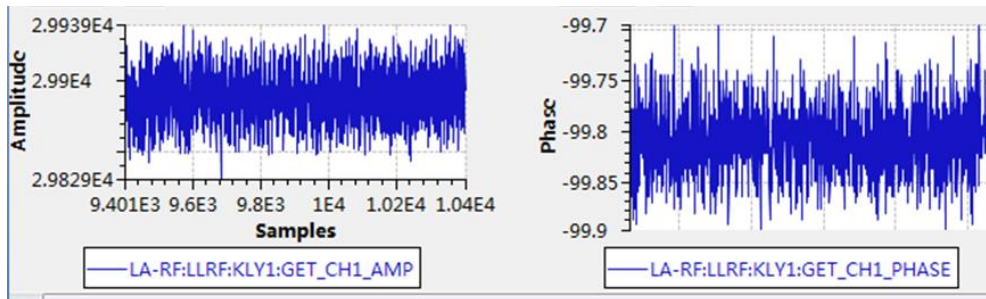 2.9939E4
2.99E4
2.9829E4
Amplitude
9.401E3 9.6E3 9.8E3 1E4 1.02E4 1.04E4
Samples
LA-RF:LLRF:KLY1:GET_CH1_AMP
-99.7
-99.75
-99.8
-99.85
-99.9
Phase
LA-RF:LLRF:KLY1:GET_CH1_PHASE